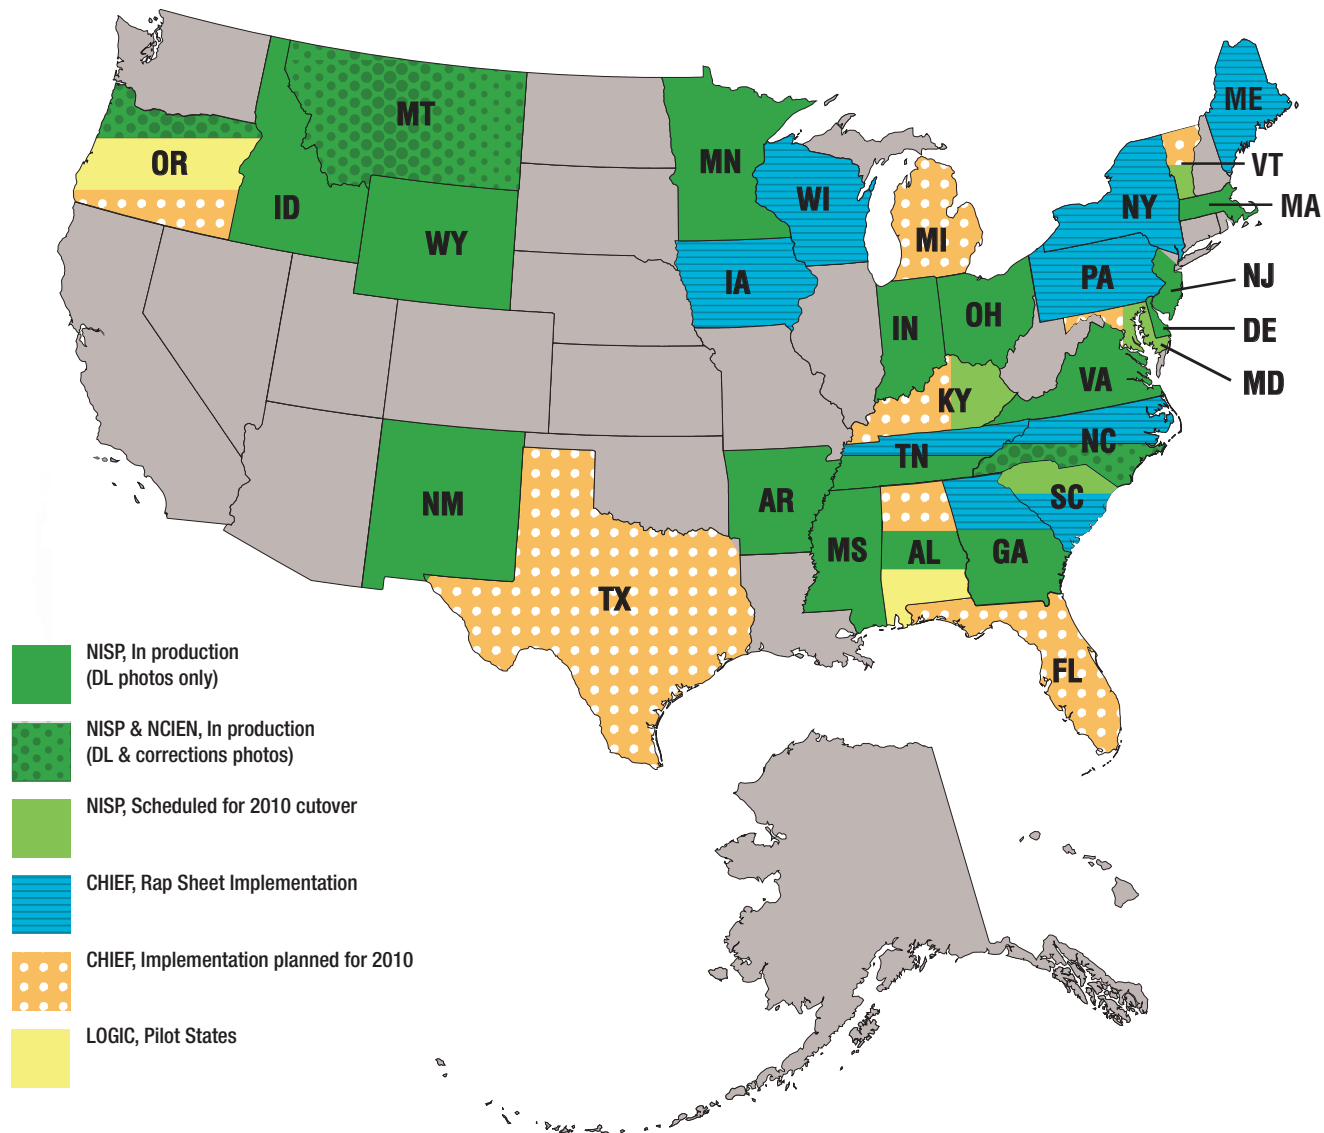 ME
MT
OR
MN
VT
WI
ID
NY
MA
WY
MI
PA
NJ
IA
IN
OH
DE
VA
MD
KY
NC
TN
NM
AR
SC
MS
AL
GA
TX
FL
NISP, In production
(DL photos only)
NISP & NCIEN, In production
(DL & corrections photos)
NISP, Scheduled for 2010 cutover
CHIEF, Rap Sheet Implementation
CHIEF, Implementation planned for 2010
LOGIC, Pilot States